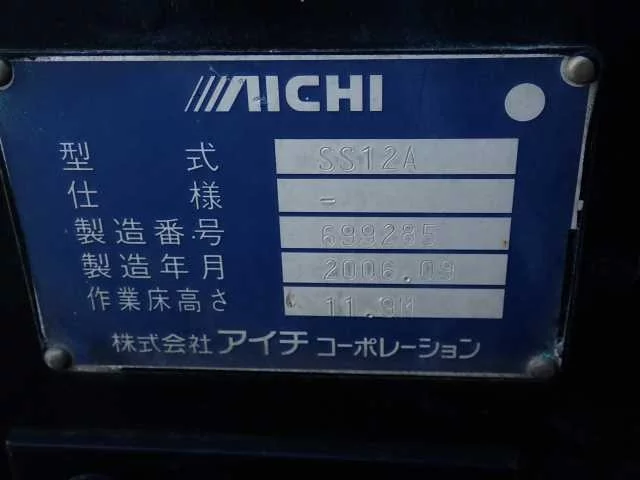 AICHI
型式 SS12A
仕様 -
製造番号 699285
製造年月 2006.09
作業床高さ 11.9M
株式会社 アイチ コーポレーション